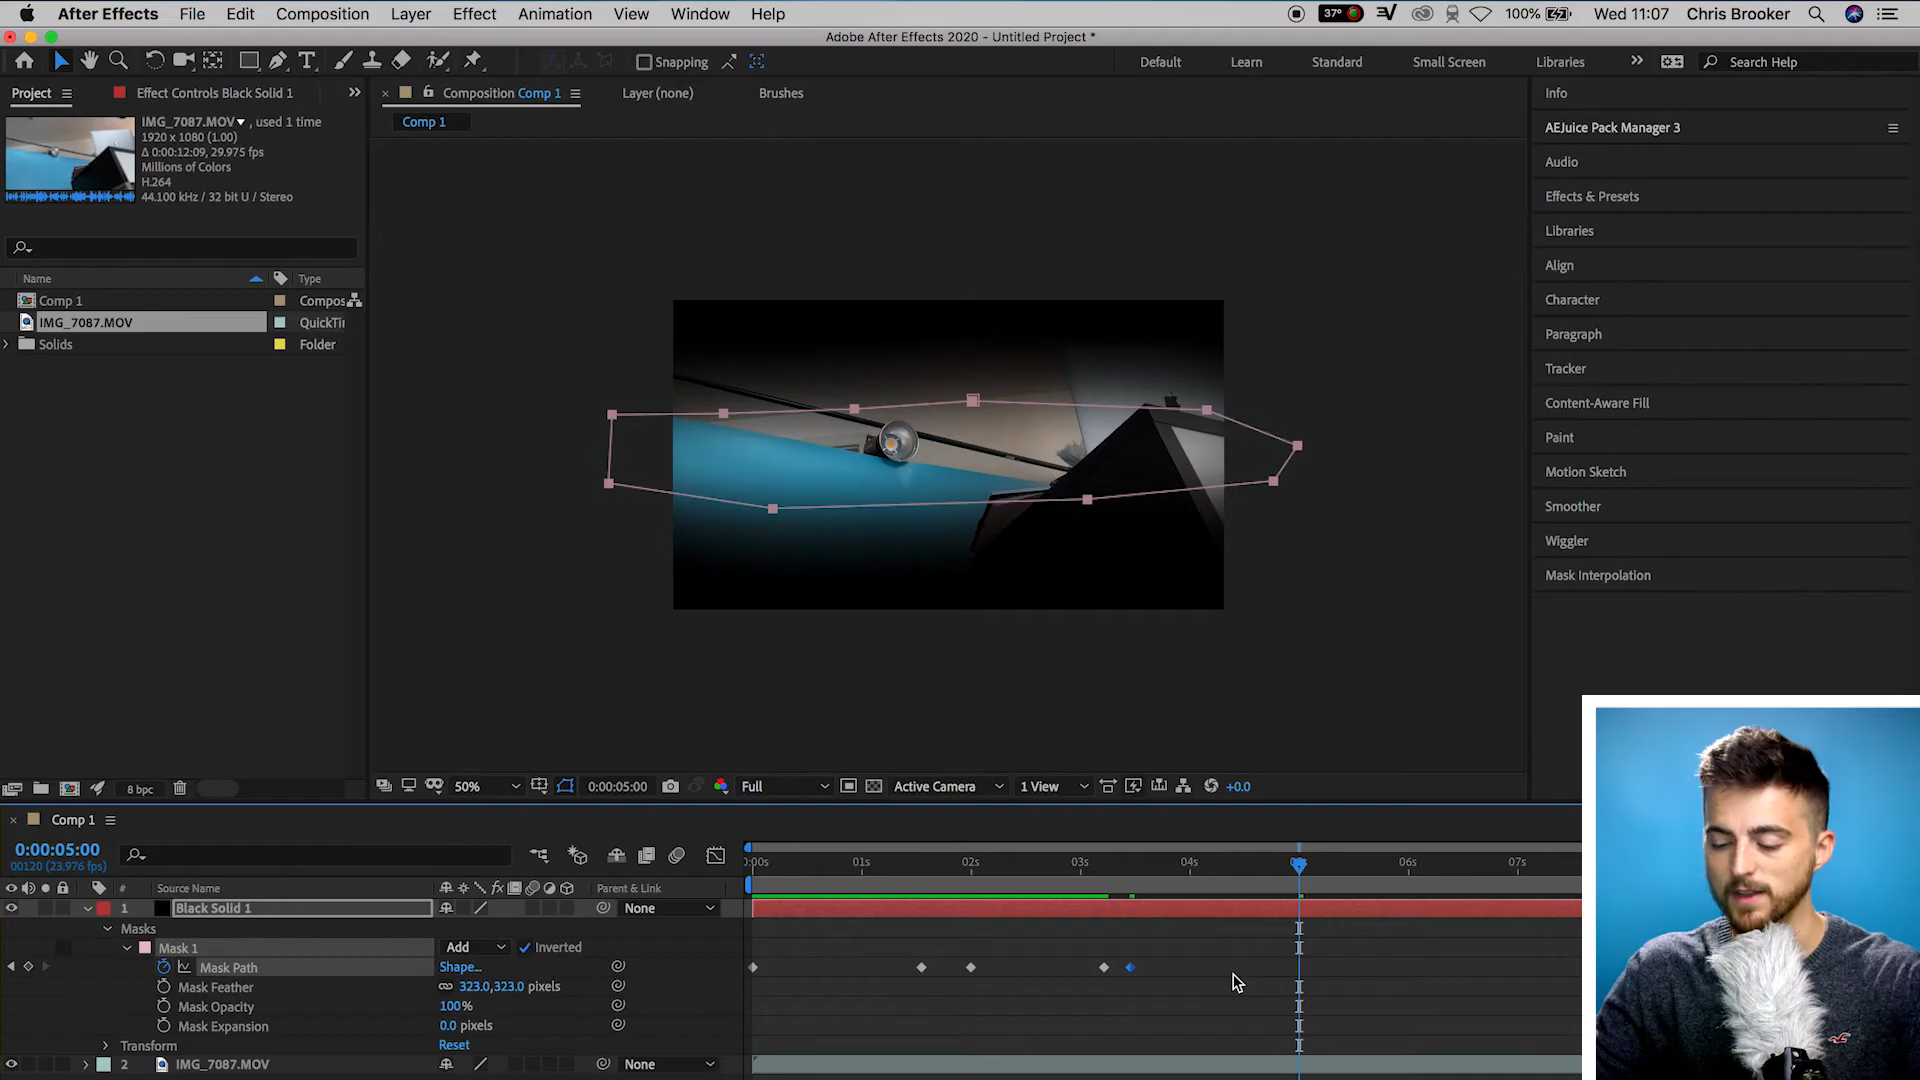 After Effects File Edit Composition Layer Effect Animation View Window Help 37° 100% Wed 11:07 Chris Brooker
Adobe After Effects 2020 - Untitled Project *
Snapping Default Learn Standard Small Screen Libraries Search Help
Project Effect Controls Black Solid 1 Composition Comp 1 Layer (none) Brushes Info
Comp 1
IMG_7087.MOV , used 1 time
1920 x 1080 (1.00)
Δ 0:00:12:09, 29.975 fps
Millions of Colors
H.264
44.100 kHz / 32 bit U / Stereo
AEJuice Pack Manager 3
Audio
Effects & Presets
Libraries
Align
Character
Paragraph
Tracker
Content-Aware Fill
Paint
Motion Sketch
Smoother
Wiggler
Mask Interpolation
Name Type
Comp 1 Compos
IMG_7087.MOV QuickTi
Solids Folder
8 bpc 50% 0:00:05:00 Full Active Camera 1 View +0.0
Comp 1
0:00:05:00
00120 (23.976 fps)
:00s 01s 02s 03s 04s 06s 07s
# Source Name fx Parent & Link
1 Black Solid 1 None
Masks
Mask 1 Add Inverted
Mask Path Shape...
Mask Feather 323.0,323.0 pixels
Mask Opacity 100%
Mask Expansion 0.0 pixels
Transform Reset
2 IMG_7087.MOV None